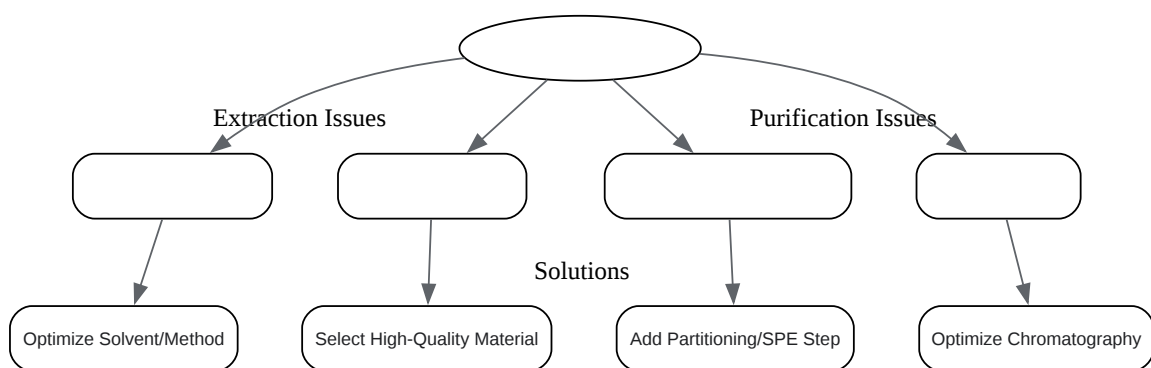 Extraction Issues
Purification Issues
Solutions
Optimize Solvent/Method
Select High-Quality Material
Add Partitioning/SPE Step
Optimize Chromatography